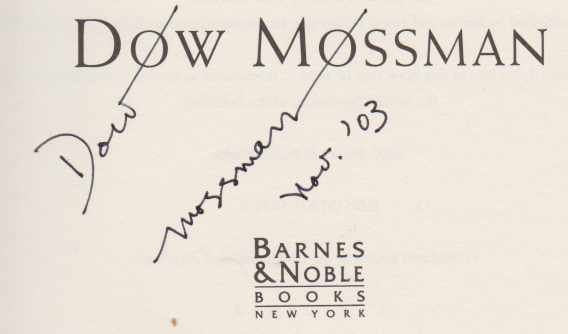 DOW MOSSMAN
Dow
Mossman
Nov. '03
BARNES
&NOBLE
BOOKS
NEW YORK